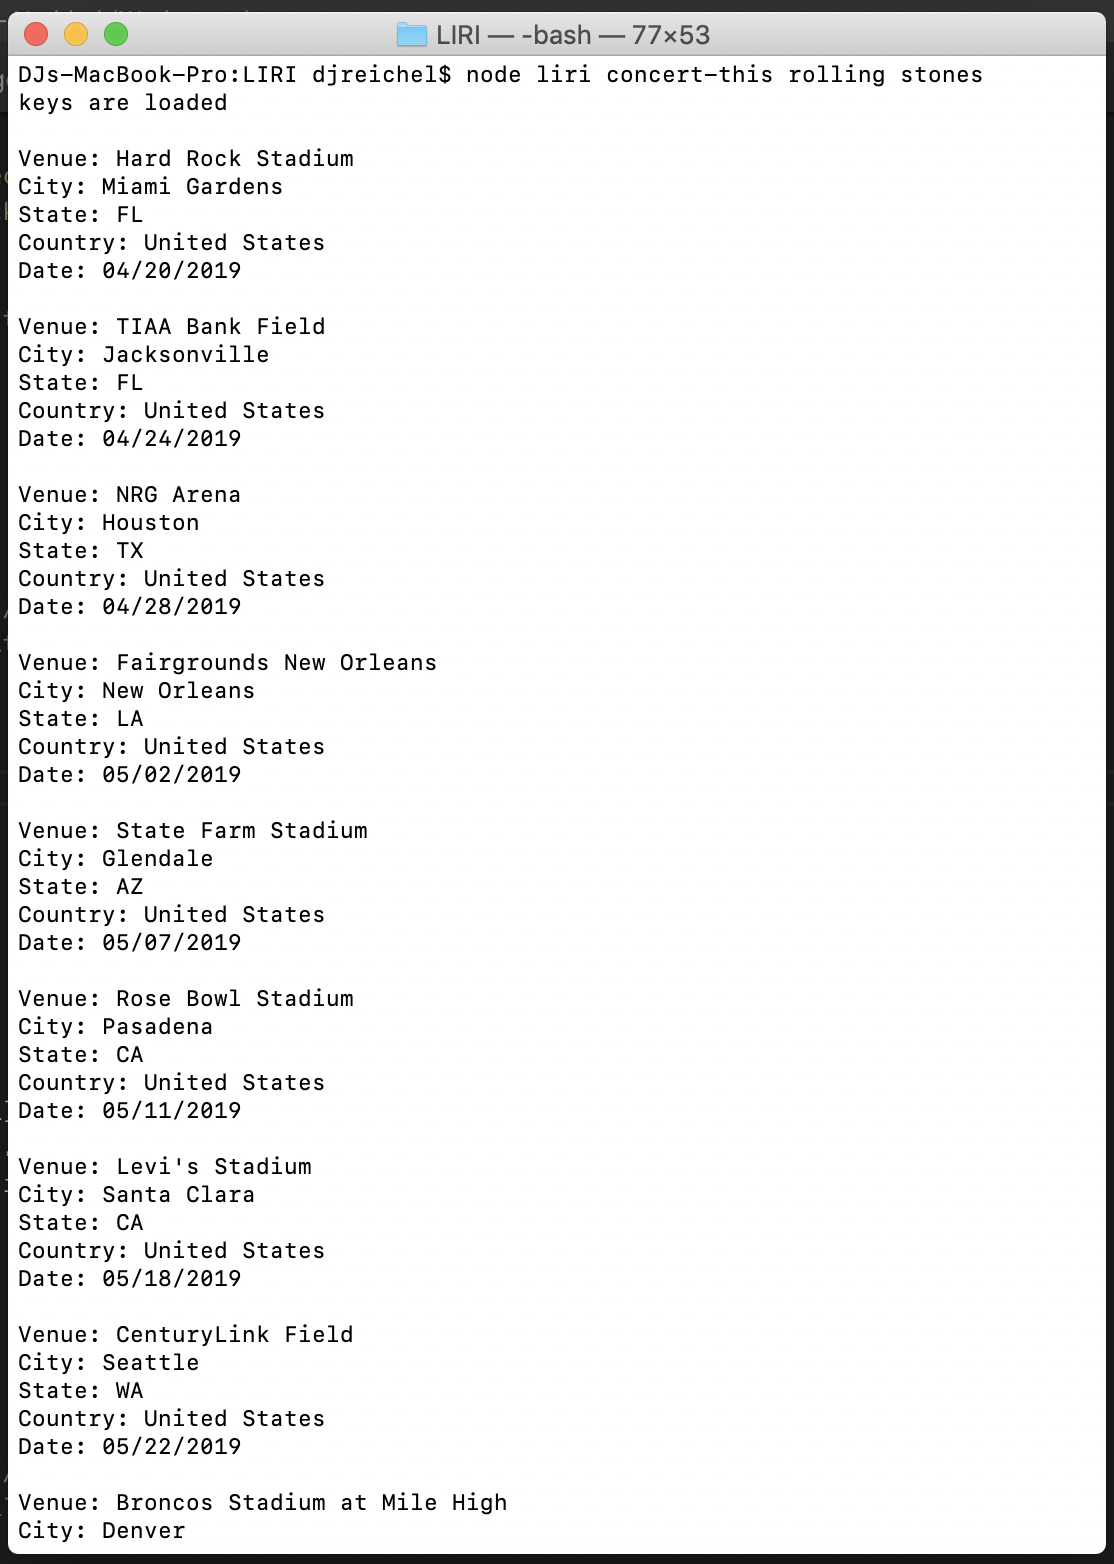 LIRI — -bash — 77×53
DJs-MacBook-Pro:LIRI djreichel$ node liri concert-this rolling stones
keys are loaded
Venue: Hard Rock Stadium
City: Miami Gardens
State: FL
Country: United States
Date: 04/20/2019
Venue: TIAA Bank Field
City: Jacksonville
State: FL
Country: United States
Date: 04/24/2019
Venue: NRG Arena
City: Houston
State: TX
Country: United States
Date: 04/28/2019
Venue: Fairgrounds New Orleans
City: New Orleans
State: LA
Country: United States
Date: 05/02/2019
Venue: State Farm Stadium
City: Glendale
State: AZ
Country: United States
Date: 05/07/2019
Venue: Rose Bowl Stadium
City: Pasadena
State: CA
Country: United States
Date: 05/11/2019
Venue: Levi's Stadium
City: Santa Clara
State: CA
Country: United States
Date: 05/18/2019
Venue: CenturyLink Field
City: Seattle
State: WA
Country: United States
Date: 05/22/2019
Venue: Broncos Stadium at Mile High
City: Denver